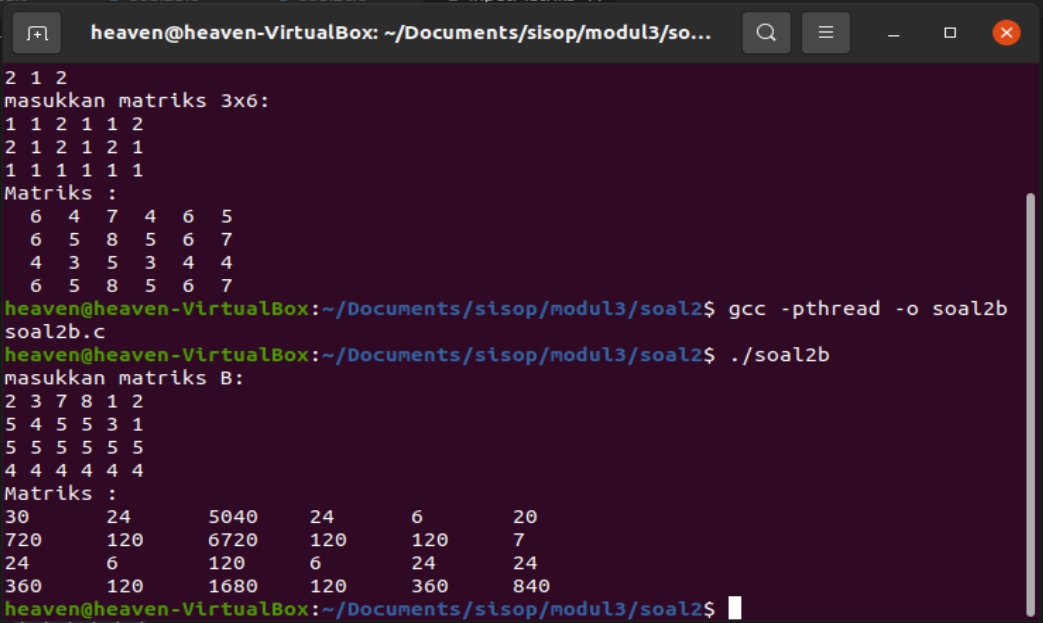 heaven@heaven-VirtualBox: ~/Documents/sisop/modul3/so...
2 1 2
masukkan matriks 3x6:
1 1 2 1 1 2
2 1 2 1 2 1
1 1 1 1 1 1
Matriks :
6 4 7 4 6 5
6 5 8 5 6 7
4 3 5 3 4 4
6 5 8 5 6 7
heaven@heaven-VirtualBox:~/Documents/sisop/modul3/soal2$ gcc -pthread -o soal2b
soal2b.c
heaven@heaven-VirtualBox:~/Documents/sisop/modul3/soal2$ ./soal2b
masukkan matriks B:
2 3 7 8 1 2
5 4 5 5 3 1
5 5 5 5 5 5
4 4 4 4 4 4
Matriks :
30 24 5040 24 6 20
720 120 6720 120 120 7
24 6 120 6 24 24
360 120 1680 120 360 840
heaven@heaven-VirtualBox:~/Documents/sisop/modul3/soal2$